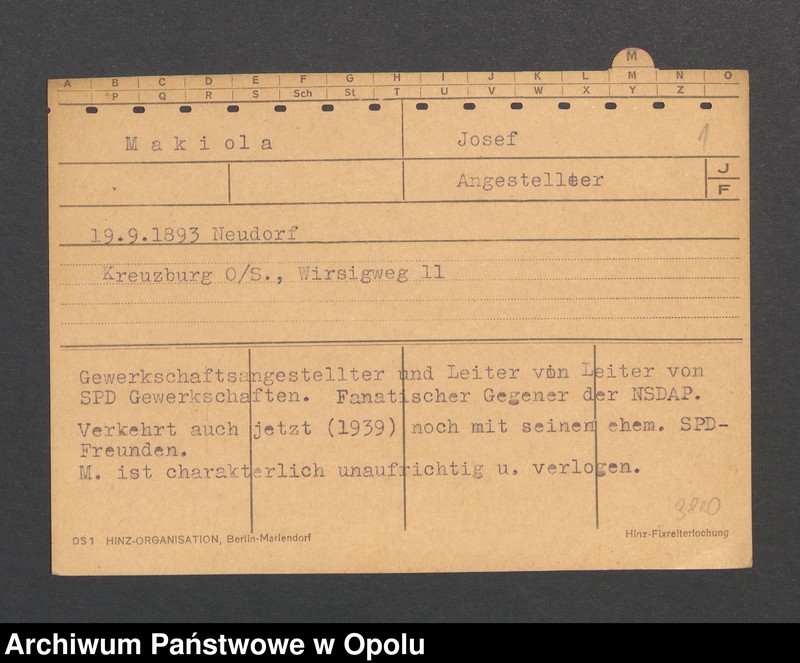 M
A B C D E F G H I J K L M N O
P Q R S Sch St T U V W X Y Z
Makiola Josef 1
Angestellter J
F
19.9.1893 Neudorf
Kreuzburg O/S., Wirsigweg 11
Gewerkschaftsangestellter und Leiter von Leiter von
SPD Gewerkschaften. Fanatischer Gegener der NSDAP.
Verkehrt auch jetzt (1939) noch mit seinen ehem. SPD-
Freunden.
M. ist charakterlich unaufrichtig u. verlogen.
DS1 HINZ-ORGANISATION, Berlin-Mariendorf Hinz-Fixreiterlochung
Archiwum Państwowe w Opolu